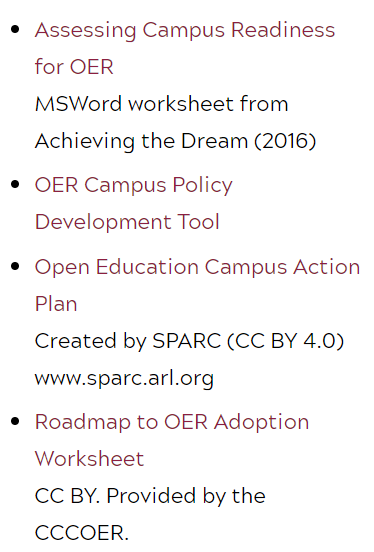 Assessing Campus Readiness
for OER
MSWord worksheet from
Achieving the Dream (2016)
OER Campus Policy
Development Tool
Open Education Campus Action
Plan
Created by SPARC (CC BY 4.0)
www.sparc.arl.org
Roadmap to OER Adoption
Worksheet
CC BY. Provided by the
CCCOER.